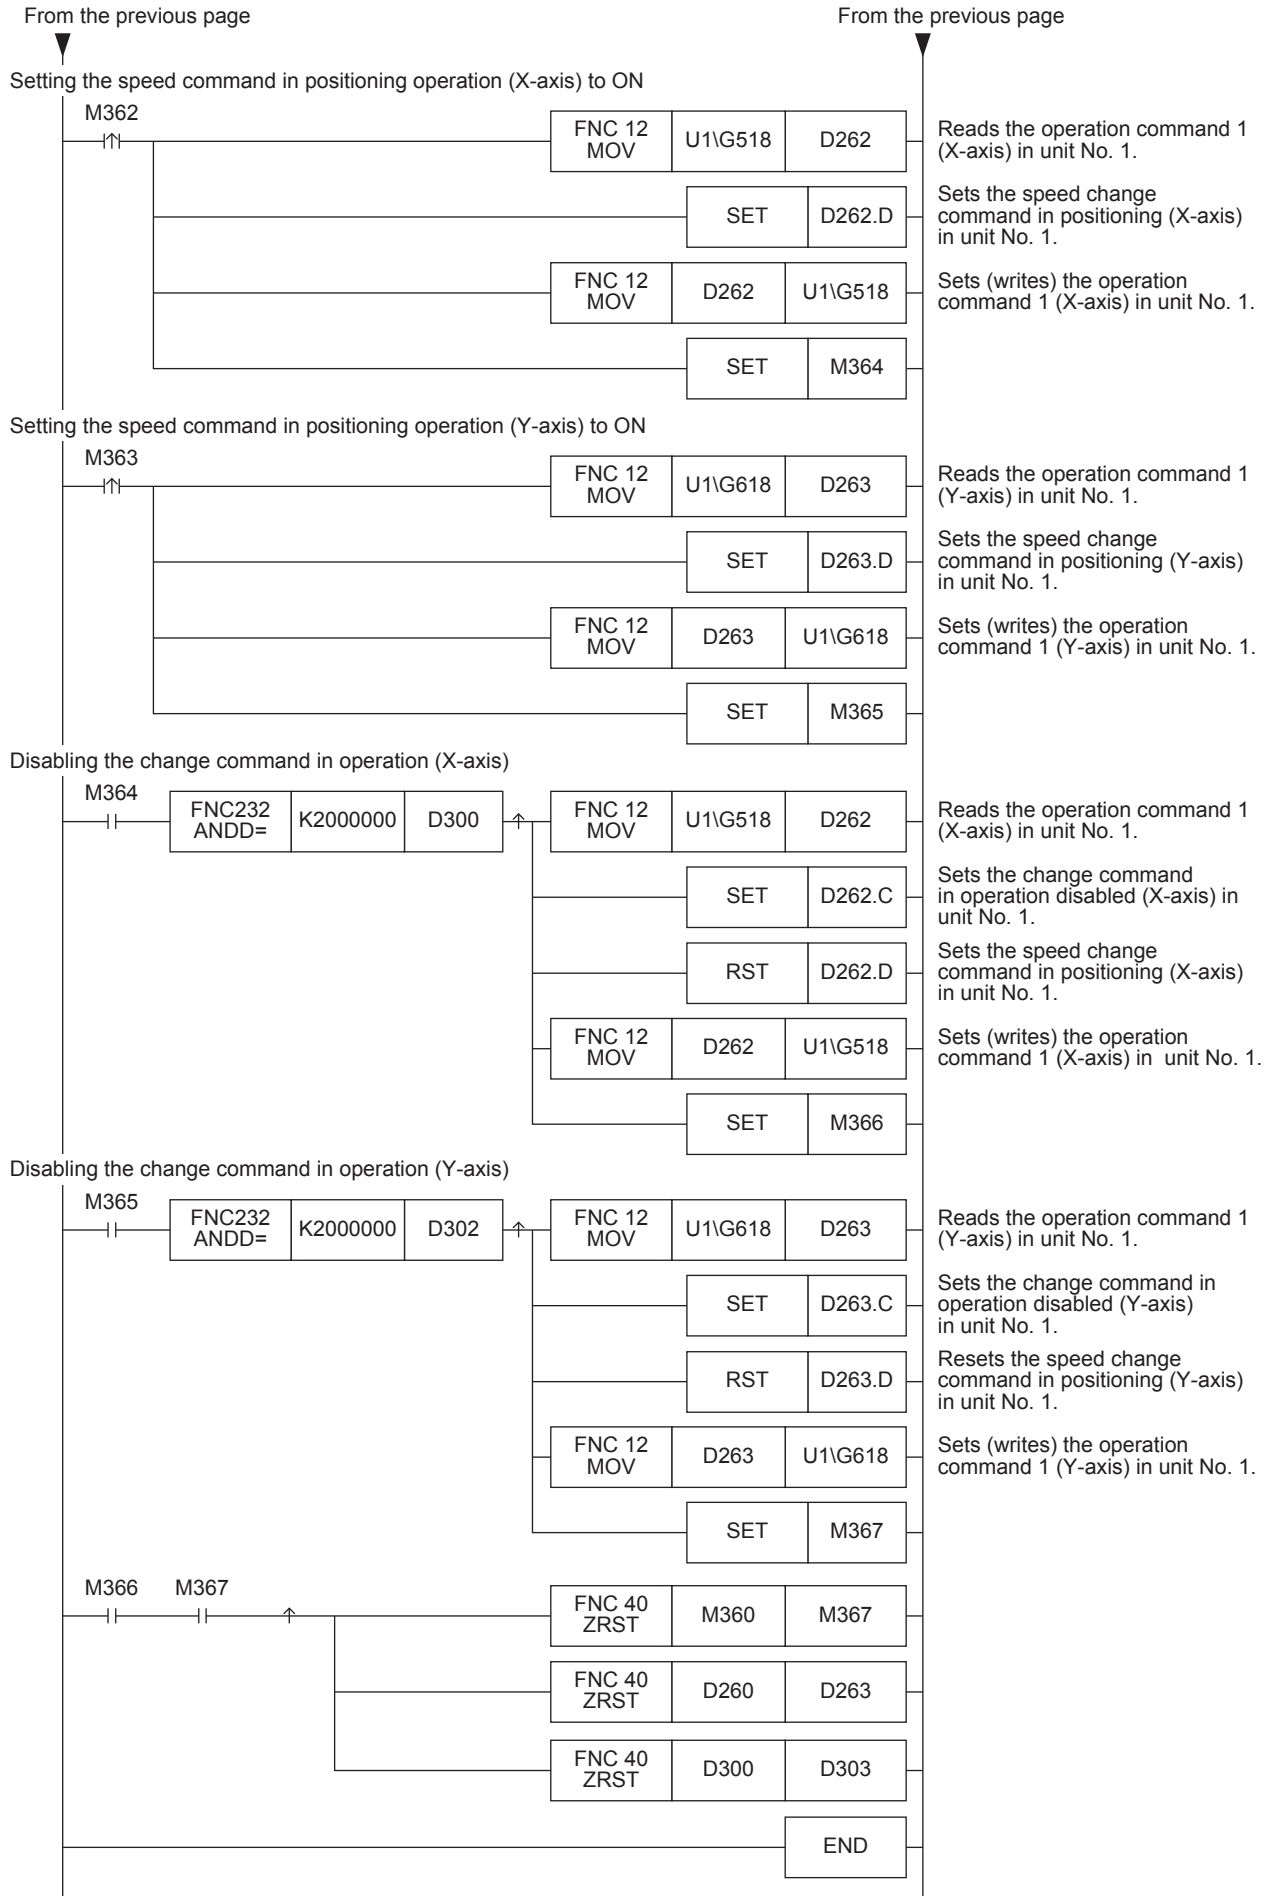 From the previous page
From the previous page
Setting the speed command in positioning operation (X-axis) to ON
M362
FNC 12
MOV
U1\G518
D262
Reads the operation command 1
(X-axis) in unit No. 1.
SET
D262.D
Sets the speed change
command in positioning (X-axis)
in unit No. 1.
FNC 12
MOV
D262
U1\G518
Sets (writes) the operation
command 1 (X-axis) in unit No. 1.
SET
M364
Setting the speed command in positioning operation (Y-axis) to ON
M363
FNC 12
MOV
U1\G618
D263
Reads the operation command 1
(Y-axis) in unit No. 1.
SET
D263.D
Sets the speed change
command in positioning (Y-axis)
in unit No. 1.
FNC 12
MOV
D263
U1\G618
Sets (writes) the operation
command 1 (Y-axis) in unit No. 1.
SET
M365
Disabling the change command in operation (X-axis)
M364
FNC232
ANDD=
K2000000
D300
FNC 12
MOV
U1\G518
D262
Reads the operation command 1
(X-axis) in unit No. 1.
SET
D262.C
Sets the change command
in operation disabled (X-axis) in
unit No. 1.
RST
D262.D
Sets the speed change
command in positioning (X-axis)
in unit No. 1.
FNC 12
MOV
D262
U1\G518
Sets (writes) the operation
command 1 (X-axis) in  unit No. 1.
SET
M366
Disabling the change command in operation (Y-axis)
M365
FNC232
ANDD=
K2000000
D302
FNC 12
MOV
U1\G618
D263
Reads the operation command 1
(Y-axis) in unit No. 1.
SET
D263.C
Sets the change command in
operation disabled (Y-axis)
in unit No. 1.
RST
D263.D
Resets the speed change
command in positioning (Y-axis)
in unit No. 1.
FNC 12
MOV
D263
U1\G618
Sets (writes) the operation
command 1 (Y-axis) in unit No. 1.
SET
M367
M366
M367
FNC 40
ZRST
M360
M367
FNC 40
ZRST
D260
D263
FNC 40
ZRST
D300
D303
END